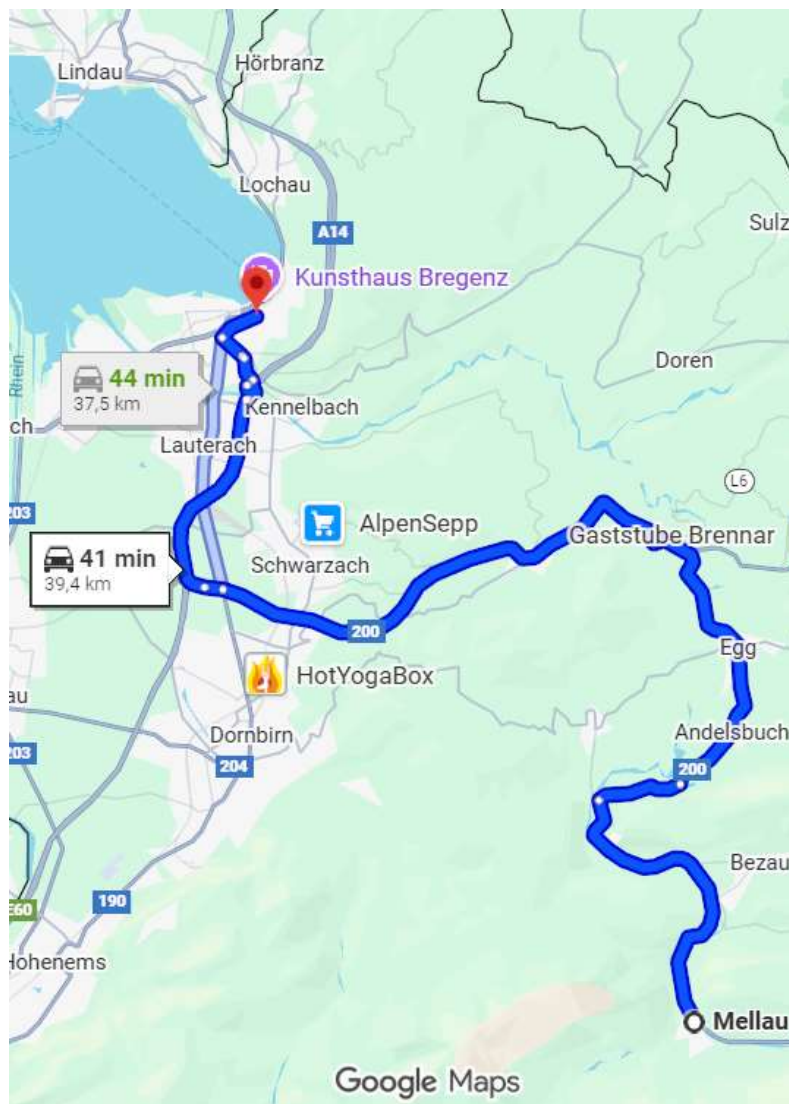 Hörbranz
Lindau
Lochau
A14
Sulz
Kunsthaus Bregenz
Rhein
44 min
37,5 km
Doren
Kennelbach
ch
Lauterach
L6
203
AlpenSepp
Gaststube Brennar
41 min
39,4 km
Schwarzach
200
Egg
HotYogaBox
au
Dornbirn
Andelsbuch
203
204
200
Bezau
190
E60
Hohenems
Mellau
Google Maps